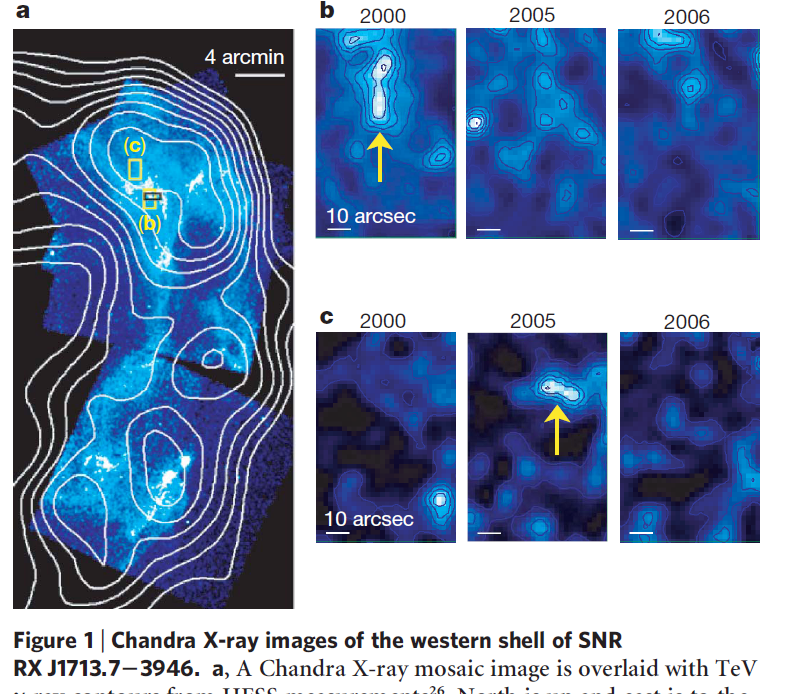 a
4 arcmin
(c)
(b)
b
2000
2005
2006
10 arcsec
c
2000
2005
2006
10 arcsec
Figure 1 | Chandra X-ray images of the western shell of SNR
RX J1713.7−3946. a, A Chandra X-ray mosaic image is overlaid with TeV